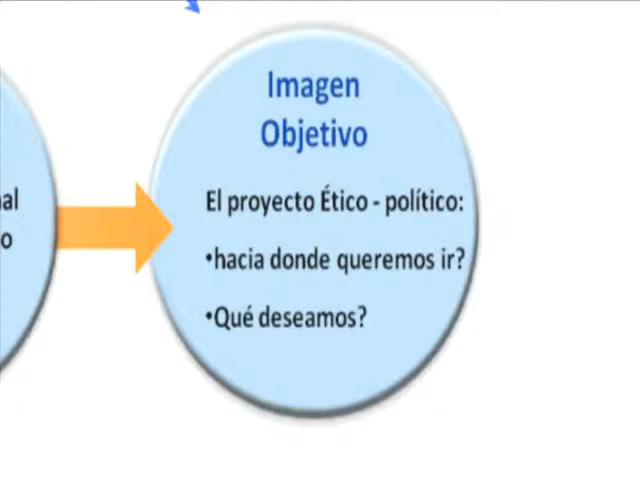 Imagen
Objetivo
El proyecto Ético - político:
•hacia donde queremos ir?
•Qué deseamos?